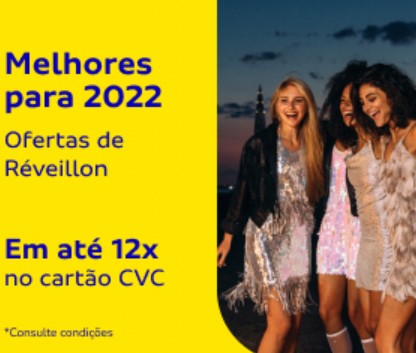 Melhores
para 2022
Ofertas de
Réveillon
Em até 12x
no cartão CVC
*Consulte condições